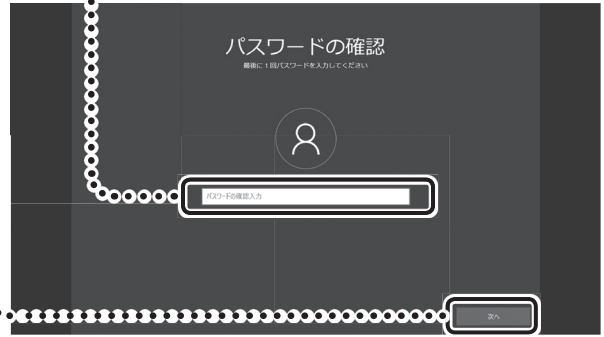 パスワードの確認
最後に1回パスワードを入力してください
パスワードの確認入力
次へ